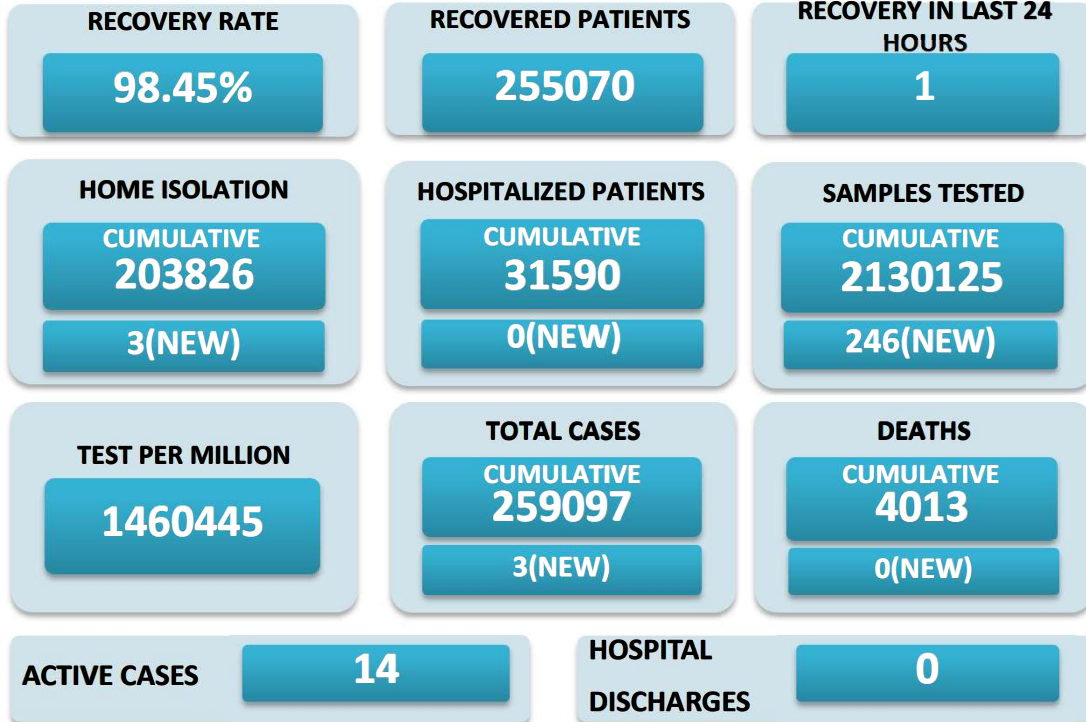 RECOVERY RATE
98.45%
RECOVERED PATIENTS
255070
RECOVERY IN LAST 24
HOURS
1
HOME ISOLATION
CUMULATIVE
203826
3(NEW)
HOSPITALIZED PATIENTS
CUMULATIVE
31590
0(NEW)
SAMPLES TESTED
CUMULATIVE
2130125
246(NEW)
TEST PER MILLION
1460445
TOTAL CASES
CUMULATIVE
259097
3(NEW)
DEATHS
CUMULATIVE
4013
0(NEW)
ACTIVE CASES
14
HOSPITAL
DISCHARGES
0